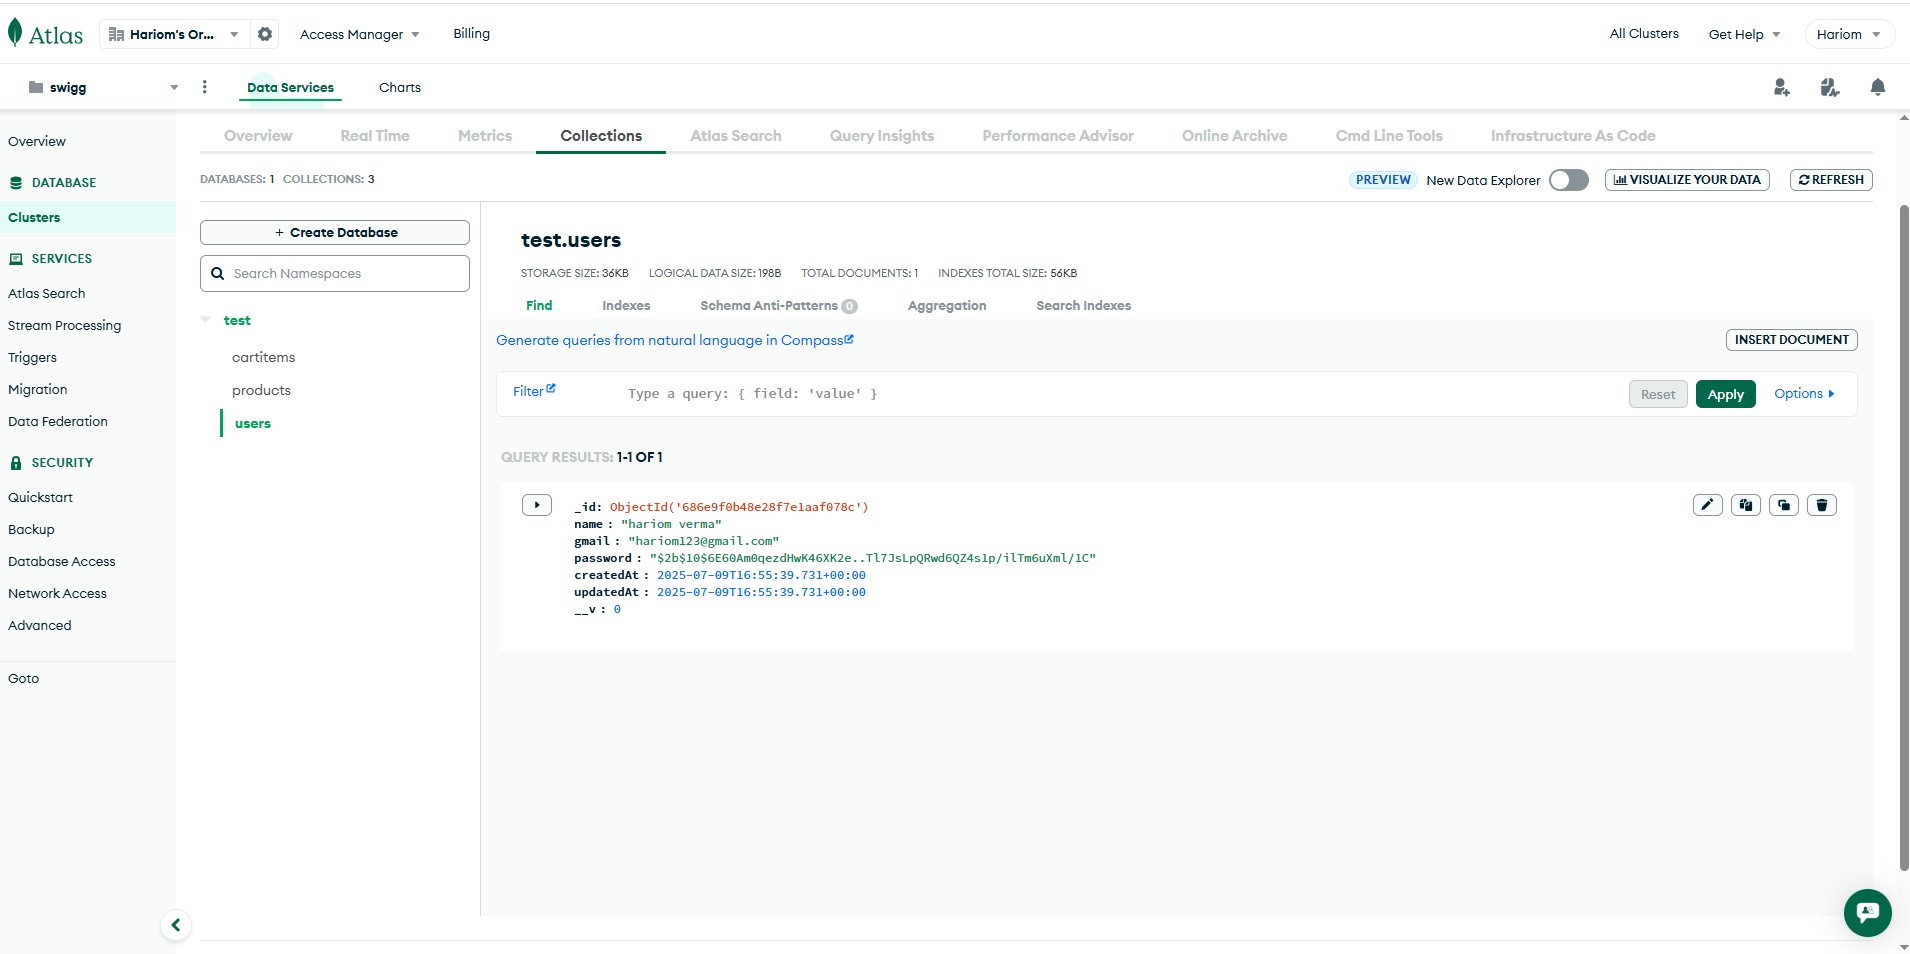 Atlas
Hariom's Or...
Access Manager
Billing
All Clusters
Get Help
Hariom
swigg
Data Services
Charts
Overview
DATABASE
Clusters
SERVICES
Atlas Search
Stream Processing
Triggers
Migration
Data Federation
SECURITY
Quickstart
Backup
Database Access
Network Access
Advanced
Goto
Overview
Real Time
Metrics
Collections
Atlas Search
Query Insights
Performance Advisor
Online Archive
Cmd Line Tools
Infrastructure As Code
DATABASES: 1 COLLECTIONS: 3
PREVIEW New Data Explorer
VISUALIZE YOUR DATA
REFRESH
+ Create Database
Search Namespaces
test
cartitems
products
users
test.users
STORAGE SIZE: 36KB LOGICAL DATA SIZE: 198B TOTAL DOCUMENTS: 1 INDEXES TOTAL SIZE: 56KB
Find
Indexes
Schema Anti-Patterns 0
Aggregation
Search Indexes
Generate queries from natural language in Compass
INSERT DOCUMENT
Filter
Type a query: { field: 'value' }
Reset
Apply
Options
QUERY RESULTS: 1-1 OF 1
_id: ObjectId('686e9f0b48e28f7e1aaf078c')
name : "hariom verma"
gmail : "hariom123@gmail.com"
password : "$2b$10$6E60Am0qezdHwK46XK2e..Tl7JsLpQRwd6QZ4s1p/ilTm6uXml/1C"
createdAt : 2025-07-09T16:55:39.731+00:00
updatedAt : 2025-07-09T16:55:39.731+00:00
__v : 0